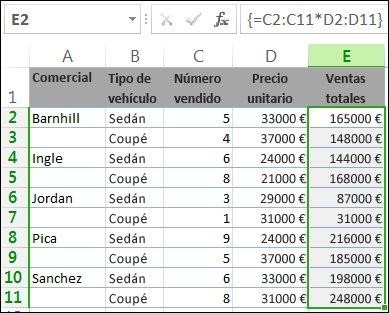 E2 fx {=C2:C11*D2:D11}
A B C D E
1 Comercial Tipo de vehículo Número vendido Precio unitario Ventas totales
2 Barnhill Sedán 5 33000 € 165000 €
3 Coupé 4 37000 € 148000 €
4 Ingle Sedán 6 24000 € 144000 €
5 Coupé 8 21000 € 168000 €
6 Jordan Sedán 3 29000 € 87000 €
7 Coupé 1 31000 € 31000 €
8 Pica Sedán 9 24000 € 216000 €
9 Coupé 5 37000 € 185000 €
10 Sanchez Sedán 6 33000 € 198000 €
11 Coupé 8 31000 € 248000 €